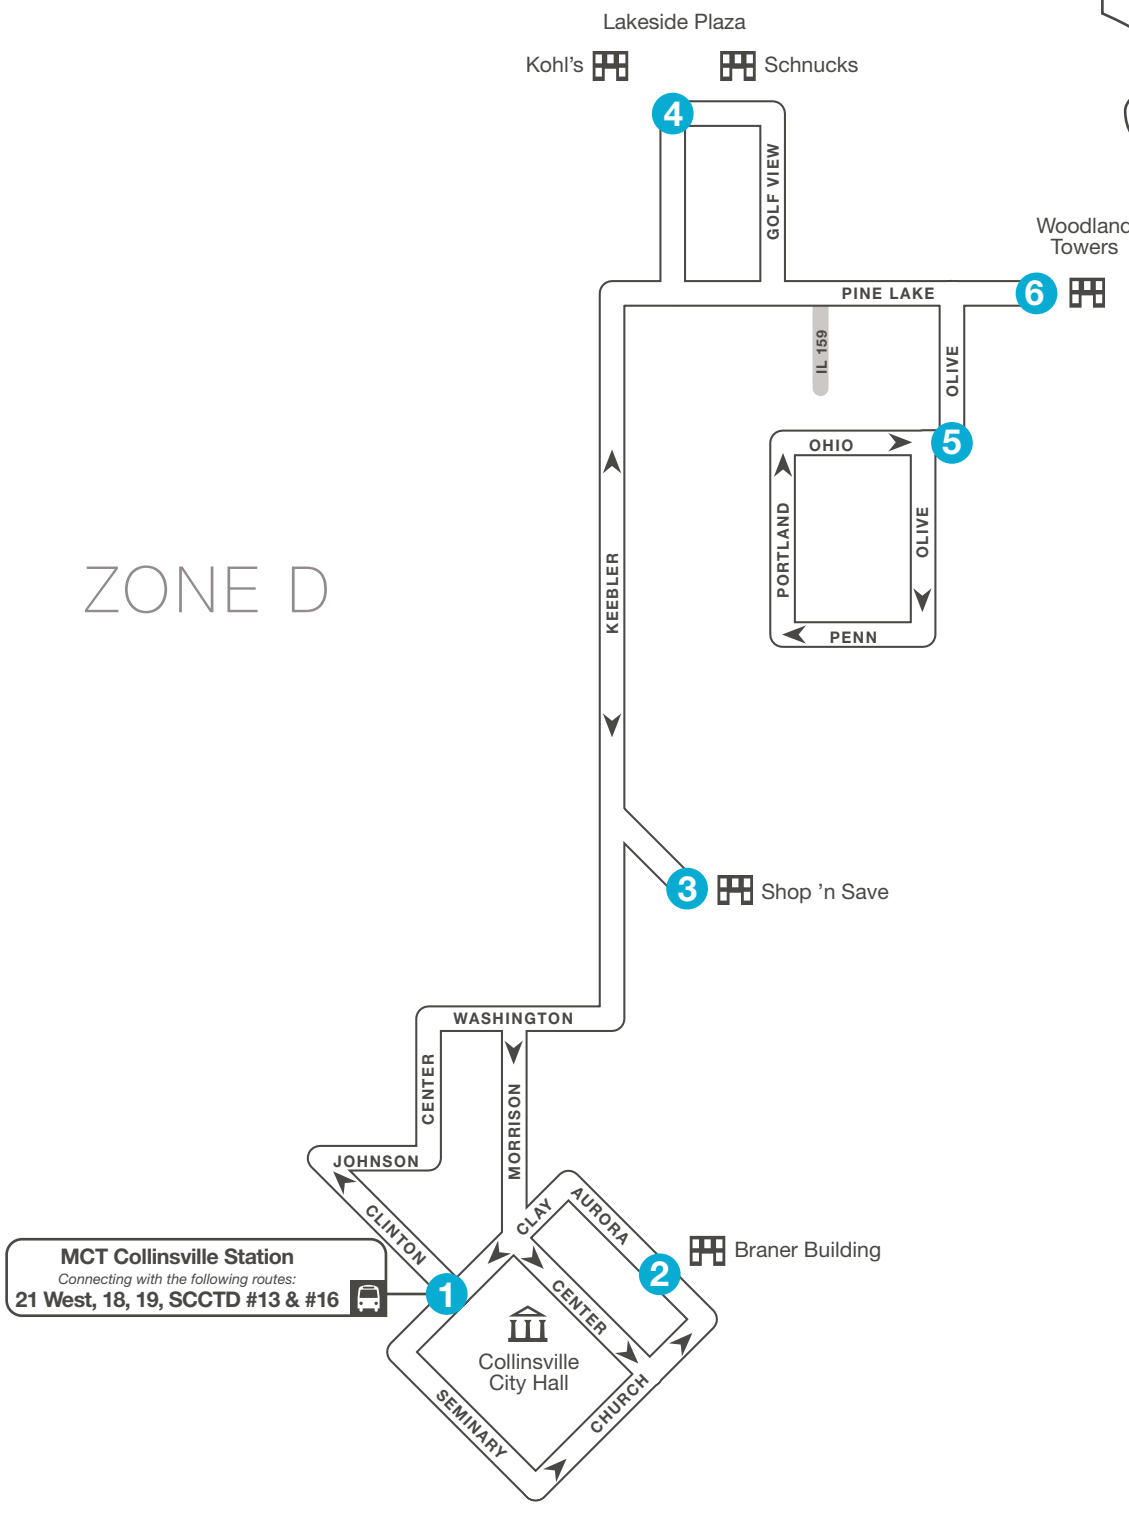 Lakeside Plaza
Kohl's
Schnucks
4
GOLF VIEW
Woodland
Towers
PINE LAKE
6
IL 159
OLIVE
OHIO
5
PORTLAND
OLIVE
PENN
KEEBLER
ZONE D
3
Shop ’n Save
WASHINGTON
CENTER
MORRISON
JOHNSON
CLINTON
CLAY
AURORA
MCT Collinsville Station
Connecting with the following routes:
21 West, 18, 19, SCCTD #13 & #16
1
2
Braner Building
CENTER
Collinsville
City Hall
SEMINARY
CHURCH